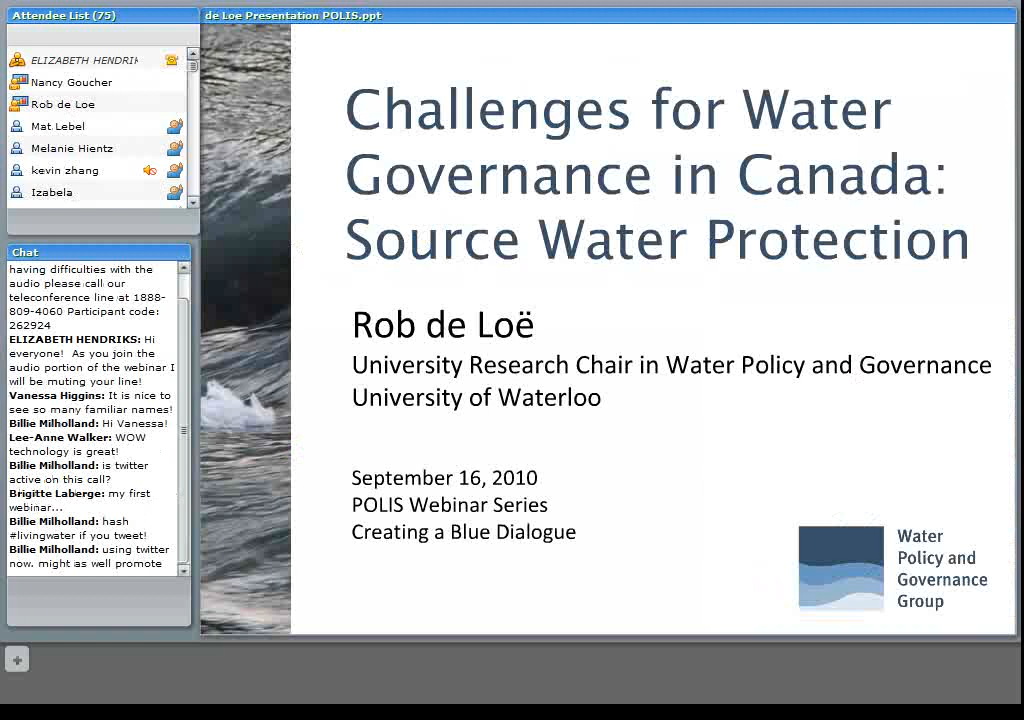 Attendee List (75)
ELIZABETH HENDRIK
Nancy Goucher
Rob de Loe
Mat Lebel
Melanie Hientz
kevin zhang
Izabela
Chat
having difficulties with the
audio please call our
teleconference line at 1888-
809-4060 Participant code:
262924
ELIZABETH HENDRIKS: Hi
everyone! As you join the
audio portion of the webinar I
will be muting your line!
Vanessa Higgins: It is nice to
see so many familiar names!
Billie Milholland: Hi Vanessa!
Lee-Anne Walker: WOW
technology is great!
Billie Milholland: is twitter
active on this call?
Brigitte Laberge: my first
webinar...
Billie Milholland: hash
#livingwater if you tweet!
Billie Milholland: using twitter
now. might as well promote
de Loe Presentation POLIS.ppt
Challenges for Water
Governance in Canada:
Source Water Protection
Rob de Loë
University Research Chair in Water Policy and Governance
University of Waterloo
September 16, 2010
POLIS Webinar Series
Creating a Blue Dialogue
Water
Policy and
Governance
Group